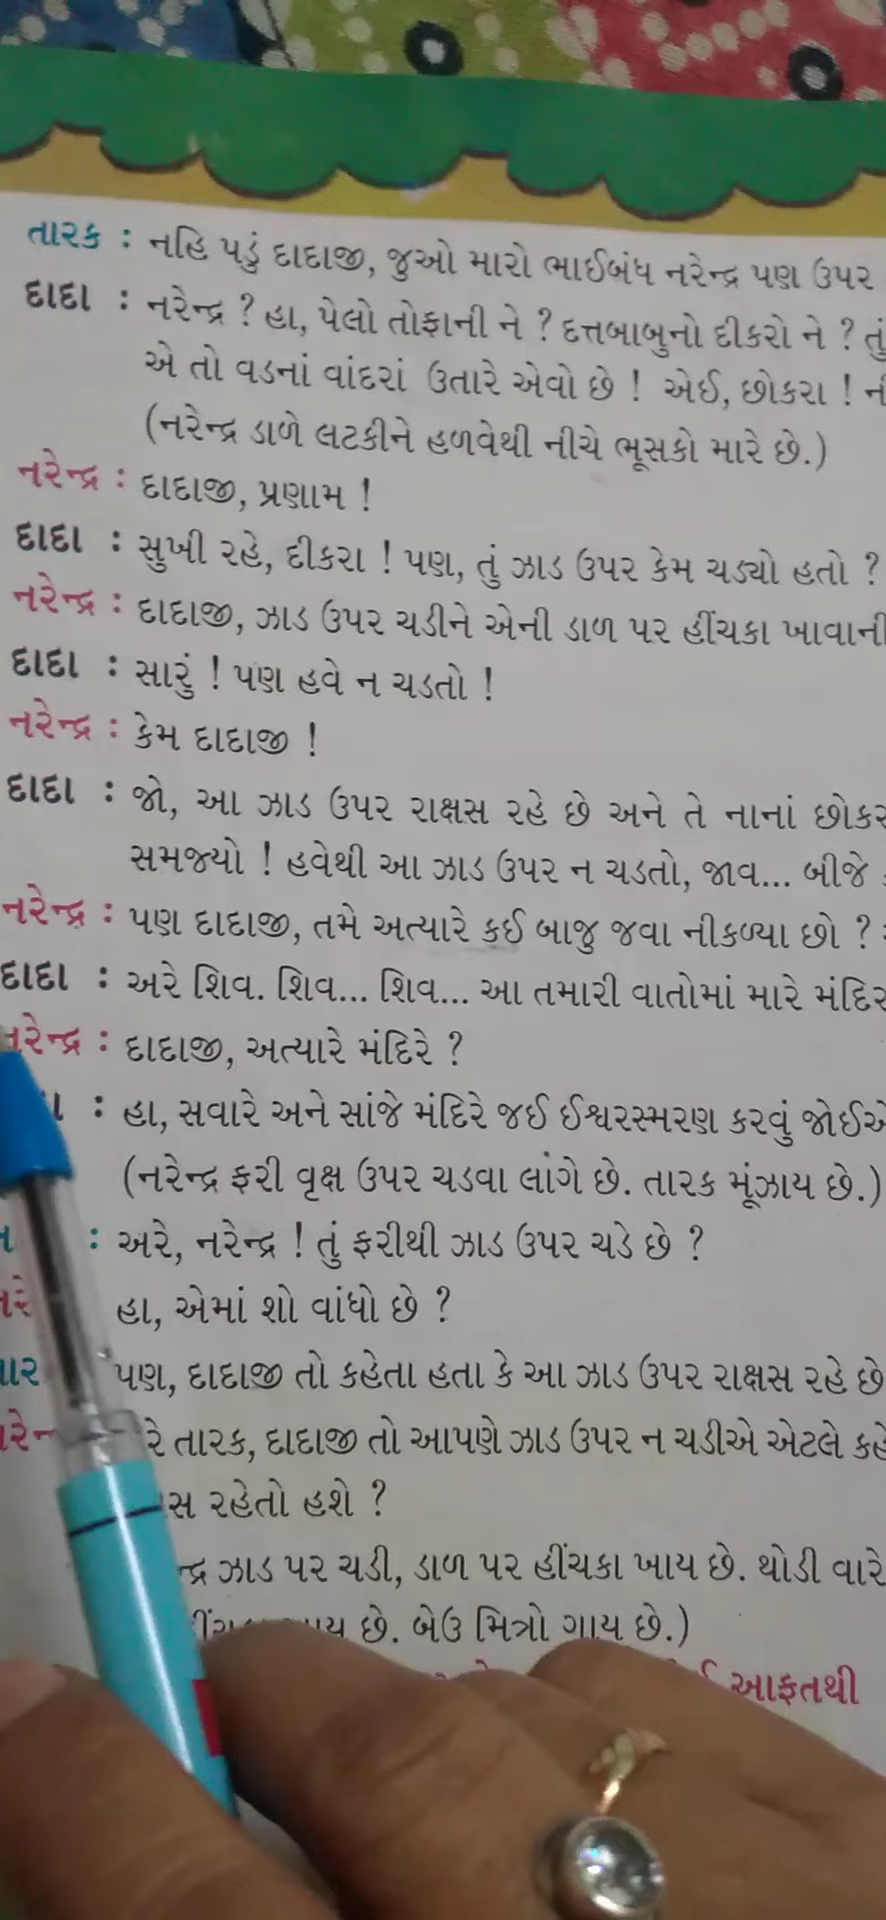 તારક : નહિ પડું દાદાજી, જુઓ મારો ભાઈબંધ નરેન્દ્ર પણ ઉપર
દાદા : નરેન્દ્ર ? હા, પેલો તોફાની ને ? દત્તબાબુનો દીકરો ને ? તું
એ તો વડનાં વાંદરાં ઉતારે એવો છે ! એઈ, છોકરા !
(નરેન્દ્ર ડાળે લટકીને હળવેથી નીચે ભૂસકો મારે છે.)
નરેન્દ્ર : દાદાજી, પ્રણામ !
દાદા : સુખી રહે, દીકરા ! પણ, તું ઝાડ ઉપર કેમ ચડ્યો હતો ?
નરેન્દ્ર : દાદાજી, ઝાડ ઉપર ચડીને એની ડાળ પર હીંચકા ખાવાની
દાદા : સારું ! પણ હવે ન ચડતો !
નરેન્દ્ર : કેમ દાદાજી !
દાદા : જો, આ ઝાડ ઉપર રાક્ષસ રહે છે અને તે નાનાં
સમજ્યો ! હવેથી આ ઝાડ ઉપર ન ચડતો, જાવ... બીજે
નરેન્દ્ર : પણ દાદાજી, તમે અત્યારે કઈ બાજુ જવા નીકળ્યા છો ?
દાદા : અરે શિવ. શિવ... શિવ... આ તમારી વાતોમાં મારે મંદિર
નરેન્દ્ર : દાદાજી, અત્યારે મંદિરે ?
: હા, સવારે અને સાંજે મંદિરે જઈ ઈશ્વરસ્મરણ કરવું
(નરેન્દ્ર ફરી વૃક્ષ ઉપર ચડવા લાગે છે. તારક મૂંઝાય છે.)
: અરે, નરેન્દ્ર ! તું ફરીથી ઝાડ ઉપર ચડે છે ?
હા, એમાં શો વાંધો છે ?
પણ, દાદાજી તો કહેતા હતા કે આ ઝાડ ઉપર રાક્ષસ રહે છે
તારક, દાદાજી તો આપણે ઝાડ ઉપર ન ચડીએ એટલે
રહેતો હશે ?
ઝાડ પર ચડી, ડાળ પર હીંચકા ખાય છે. થોડી વારે
છે. બેઉ મિત્રો ગાય છે.)
આફતથી